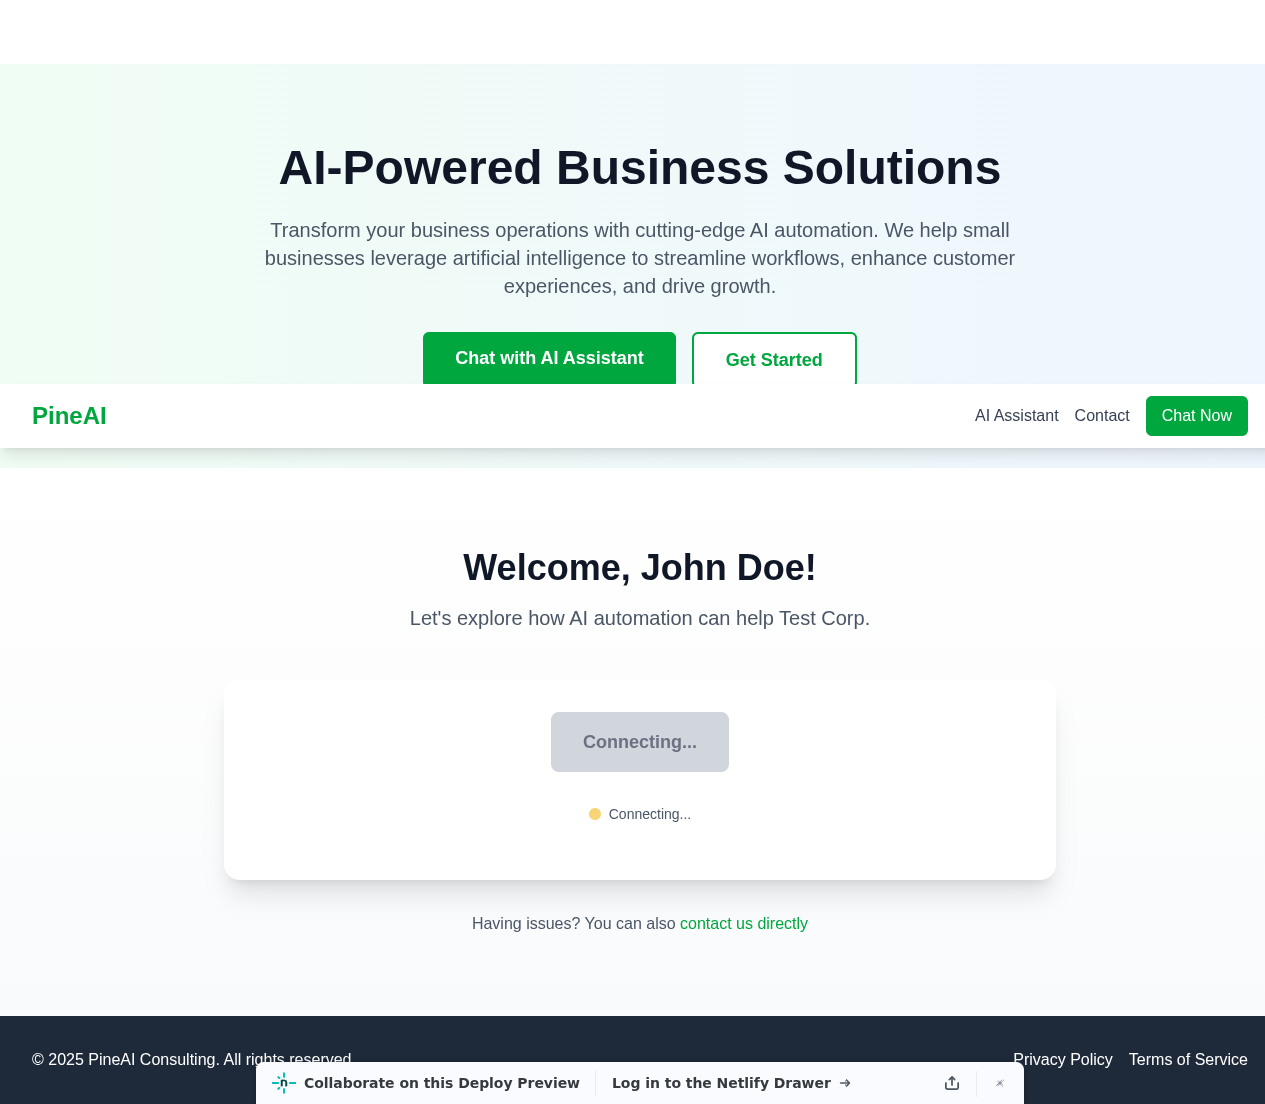 AI-Powered Business Solutions
Transform your business operations with cutting-edge AI automation. We help small
businesses leverage artificial intelligence to streamline workflows, enhance customer
experiences, and drive growth.
Chat with AI Assistant
Get Started
PineAI
AI Assistant
Contact
Chat Now
Welcome, John Doe!
Let's explore how AI automation can help Test Corp.
Connecting...
Connecting...
Having issues? You can also contact us directly
© 2025 PineAI Consulting. All rights reserved
Privacy Policy
Terms of Service
Collaborate on this Deploy Preview
Log in to the Netlify Drawer →